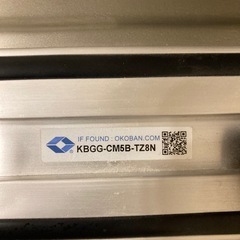 IF FOUND : OKOBAN.COM
KBGG-CM5B-TZ8N